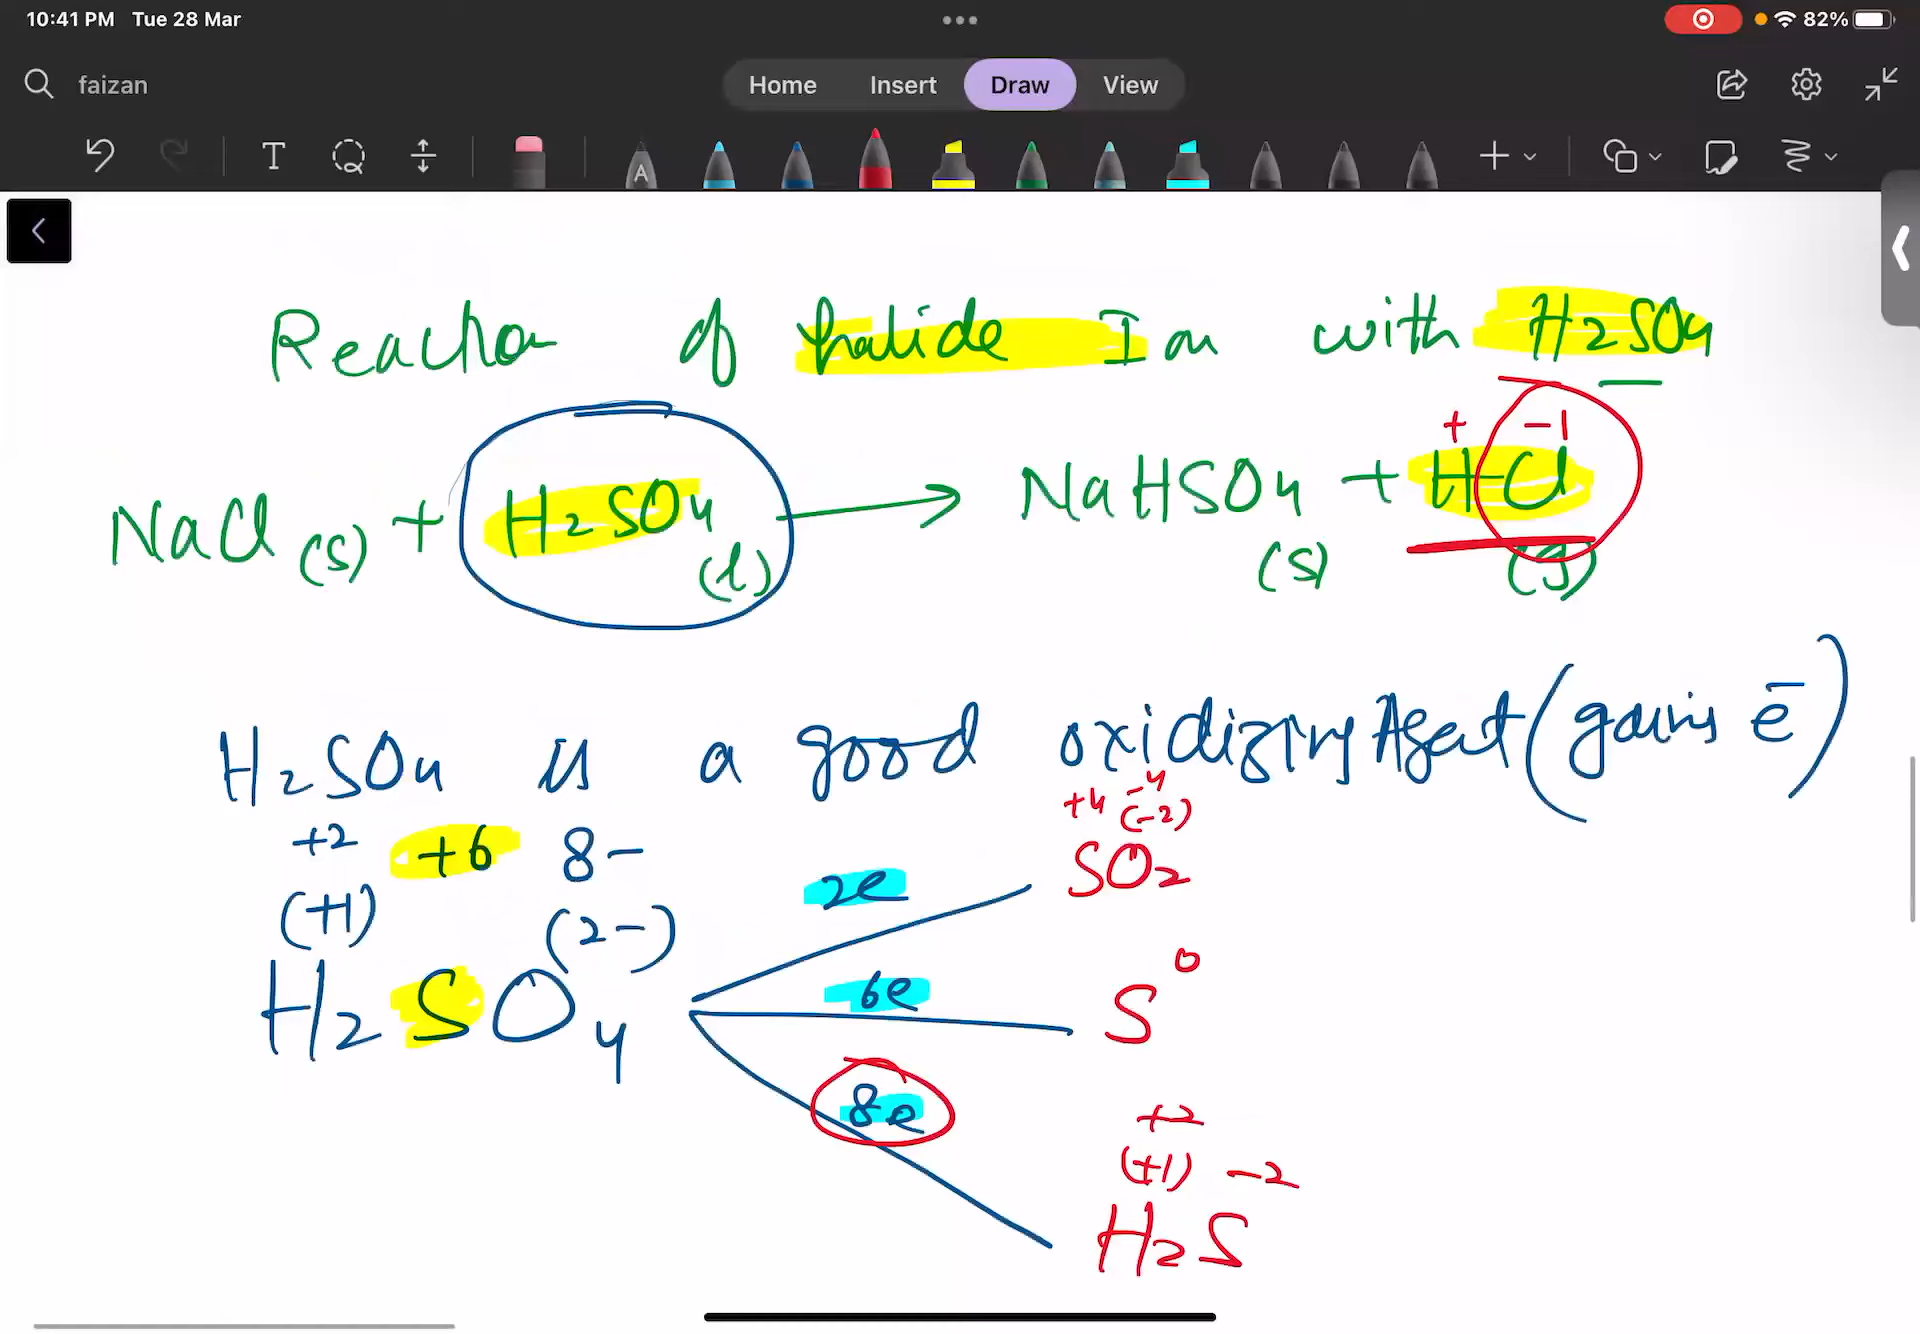 10:41 PM Tue 28 Mar
82%
faizan
Home Insert Draw View
T
A
Reaction of halide Ion with H2SO4
+ -1
NaCl (s) + H2SO4 (l) → NaHSO4 (s) + HCl (g)
H2SO4 is a good oxidizing Agent (gains e-)
+2 +6 8-
(+1) (2-)
H2SO4
2e
+4 -4
(-2)
SO2
6e
S 0
8e
+2
(+1) -2
H2S